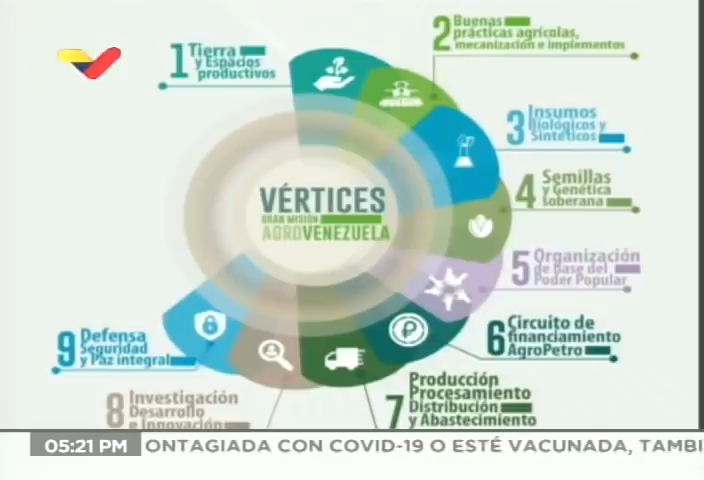 1 Tierra
y Espacios
productivos
2 Buenas
prácticas agrícolas,
mecanización e implementos
3 Insumos
Biológicos y
Sintéticos
4 Semillas
y Genética
soberana
5 Organización
de Base del
Poder Popular
6 Circuito de
financiamiento
AgroPetro
7 Producción
Procesamiento
Distribución
y Abastecimiento
8 Investigación
Desarrollo
e Innovación
9 Defensa
Seguridad
y Paz integral
VÉRTICES
GRAN MISIÓN
AGROVENEZUELA
05:21 PM ONTAGIADA CON COVID-19 O ESTÉ VACUNADA, TAMBI